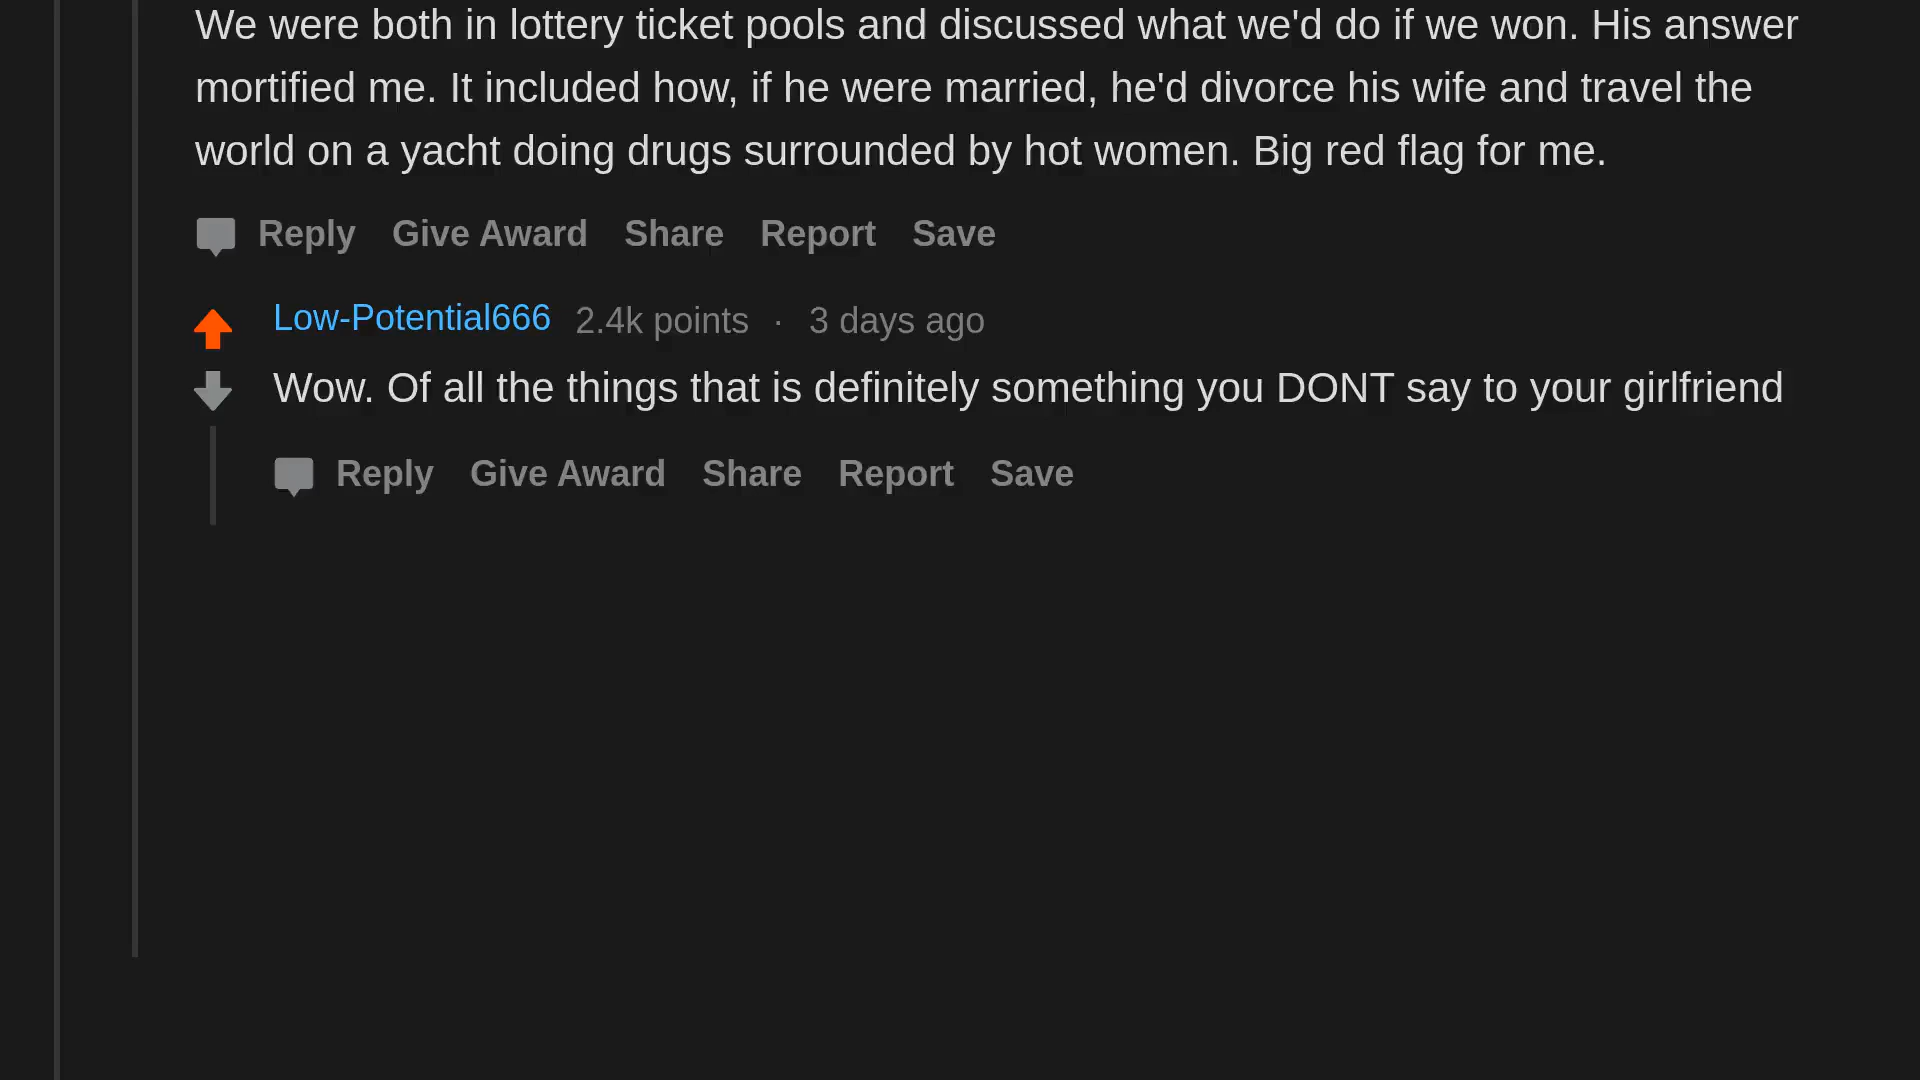 We were both in lottery ticket pools and discussed what we'd do if we won. His answer
mortified me. It included how, if he were married, he'd divorce his wife and travel the
world on a yacht doing drugs surrounded by hot women. Big red flag for me.
Reply Give Award Share Report Save
Low-Potential666 2.4k points · 3 days ago
Wow. Of all the things that is definitely something you DONT say to your girlfriend
Reply Give Award Share Report Save